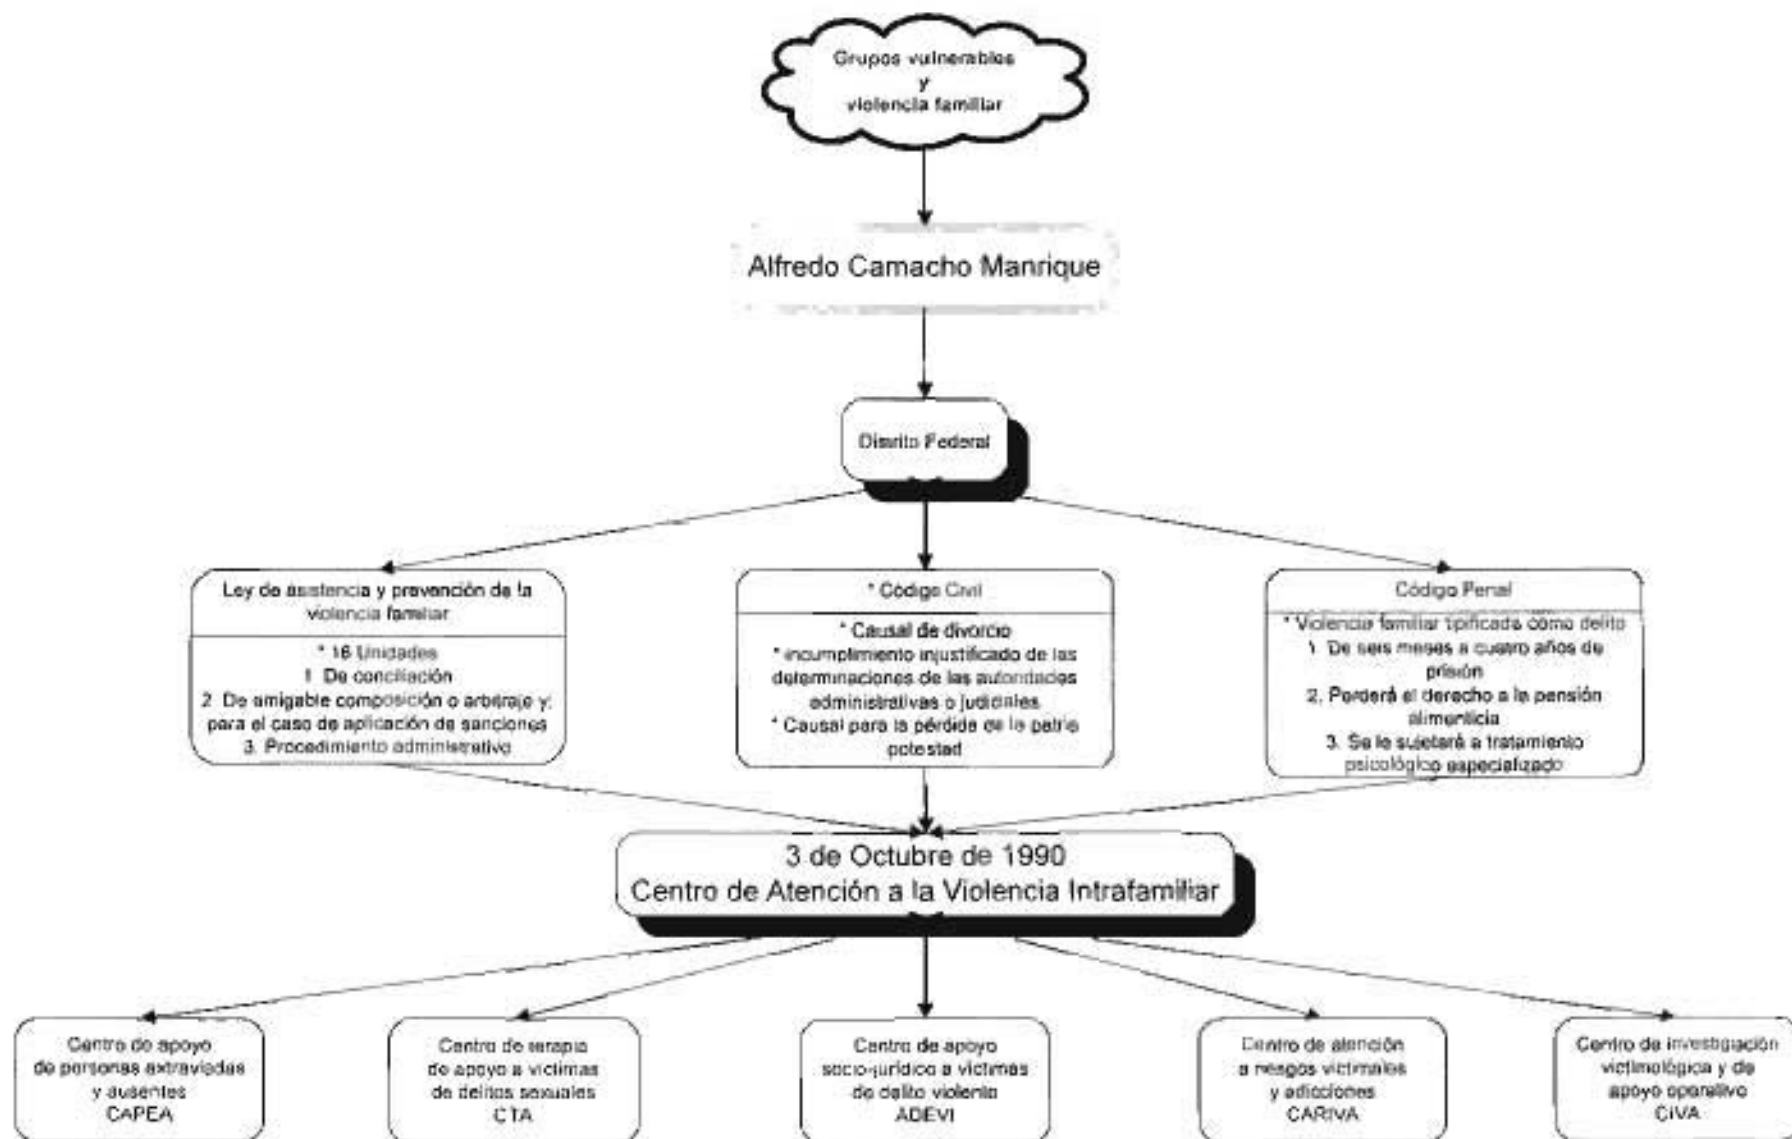 Grupos vulnerables
y
violencia familiar
Alfredo Camacho Manrique
Distrito Federal
Ley de asistencia y prevención de la
violencia familiar
* 16 Unidades
1 De conciliación
2 De amigable composición o arbitraje y;
para el caso de aplicación de sanciones
3. Procedimiento administrativo
* Código Civil
* Causal de divorcio
* incumplimiento injustificado de las
determinaciones de las autoridades
administrativas o judiciales
* Causal para la pérdida de la patria
potestad
Código Penal
* Violencia familiar tipificada como delito
1. De seis meses a cuatro años de
prisión
2. Perderá el derecho a la pensión
alimenticia
3. Se le sujetará a tratamiento
psicológico especializado
3 de Octubre de 1990
Centro de Atención a la Violencia Intrafamiliar
Centro de apoyo
de personas extraviadas
y ausentes
CAPEA
Centro de terapia
de apoyo a víctimas
de delitos sexuales
CTA
Centro de apoyo
socio-jurídico a víctimas
de delito violento
ADEVI
Centro de atención
a riesgos victimales
y adicciones
CARIVA
Centro de investigación
victimológica y de
apoyo operativo
CIVA